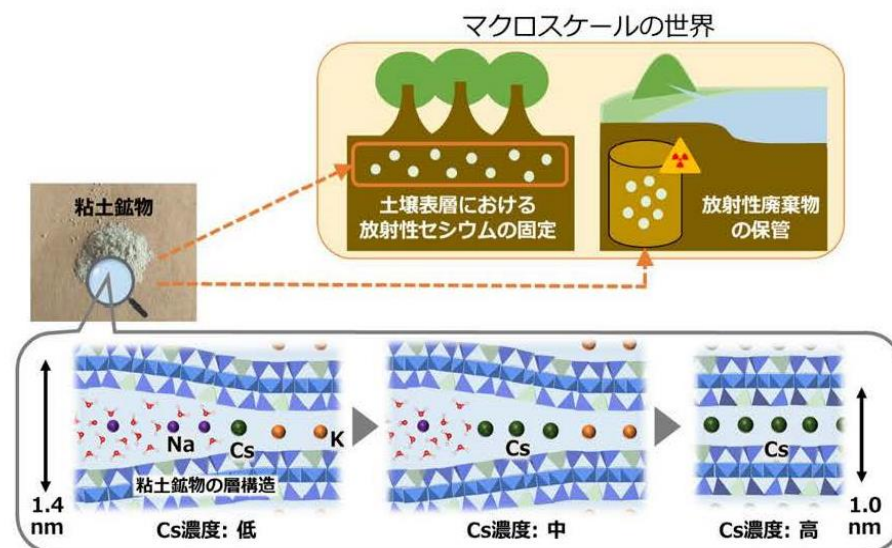 マクロスケールの世界
粘土鉱物
土壌表層における
放射性セシウムの固定
放射性廃棄物
の保管
Na
Cs
K
粘土鉱物の層構造
1.4
nm
Cs濃度: 低
Cs
Cs濃度: 中
Cs
1.0
nm
Cs濃度: 高